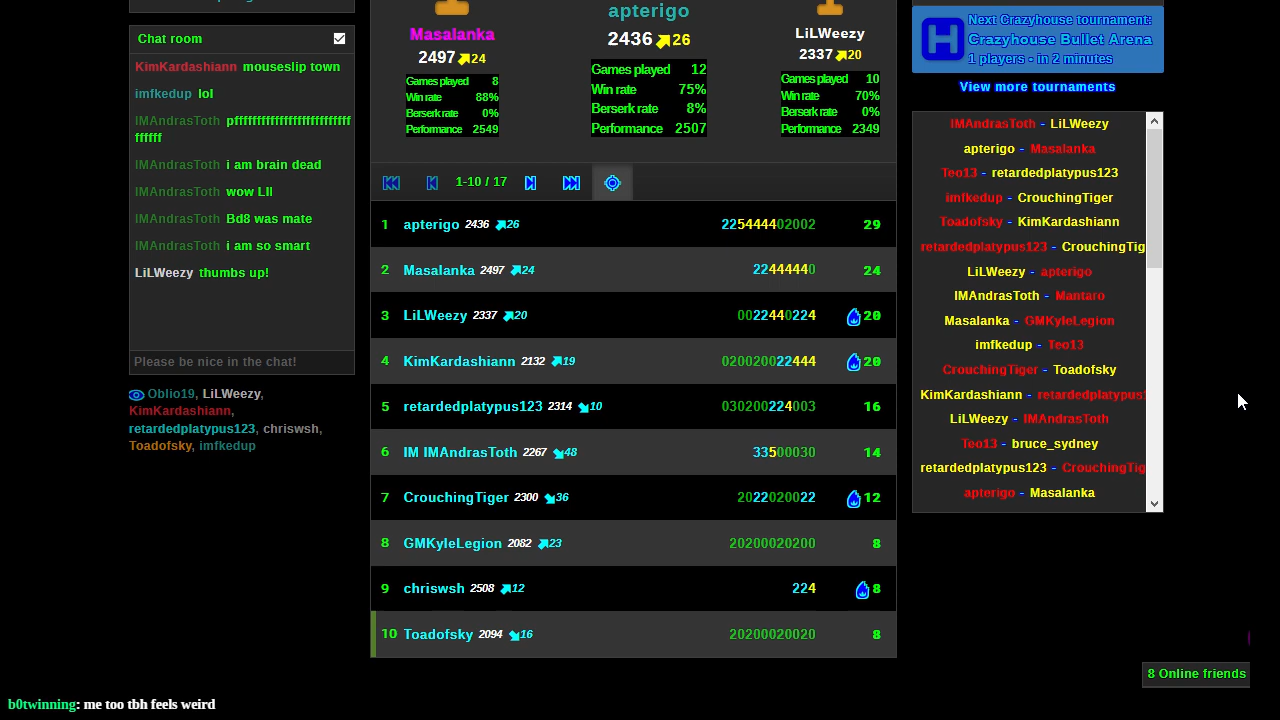 Chat room
KimKardashiann mouseslip town
imfkedup lol
IMAndrasToth pffffffffffffffffffffffffff
ffffff
IMAndrasToth i am brain dead
IMAndrasToth wow LII
IMAndrasToth Bd8 was mate
IMAndrasToth i am so smart
LiLWeezy thumbs up!
Please be nice in the chat!
Oblio19, LiLWeezy,
KimKardashiann,
retardedplatypus123, chriswsh,
Toadofsky, imfkedup
Masalanka
2497 24
Games played 8
Win rate 88%
Berserk rate 0%
Performance 2549
apterigo
2436 26
Games played 12
Win rate 75%
Berserk rate 8%
Performance 2507
LiLWeezy
2337 20
Games played 10
Win rate 70%
Berserk rate 0%
Performance 2349
1-10 / 17
1 apterigo 2436 26 225444402002 29
2 Masalanka 2497 24 22444440 24
3 LiLWeezy 2337 20 0022440224 20
4 KimKardashiann 2132 19 020020022444 20
5 retardedplatypus123 2314 10 030200224003 16
6 IM IMAndrasToth 2267 48 33500030 14
7 CrouchingTiger 2300 36 2022020022 12
8 GMKyleLegion 2082 23 20200020200 8
9 chriswsh 2508 12 224 8
10 Toadofsky 2094 16 20200020020 8
Next Crazyhouse tournament:
Crazyhouse Bullet Arena
1 players - in 2 minutes
View more tournaments
IMAndrasToth - LiLWeezy
apterigo - Masalanka
Teo13 - retardedplatypus123
imfkedup - CrouchingTiger
Toadofsky - KimKardashiann
retardedplatypus123 - CrouchingTig
LiLWeezy - apterigo
IMAndrasToth - Mantaro
Masalanka - GMKyleLegion
imfkedup - Teo13
CrouchingTiger - Toadofsky
KimKardashiann - retardedplatypus1
LiLWeezy - IMAndrasToth
Teo13 - bruce_sydney
retardedplatypus123 - CrouchingTig
apterigo - Masalanka
8 Online friends
b0twinning: me too tbh feels weird